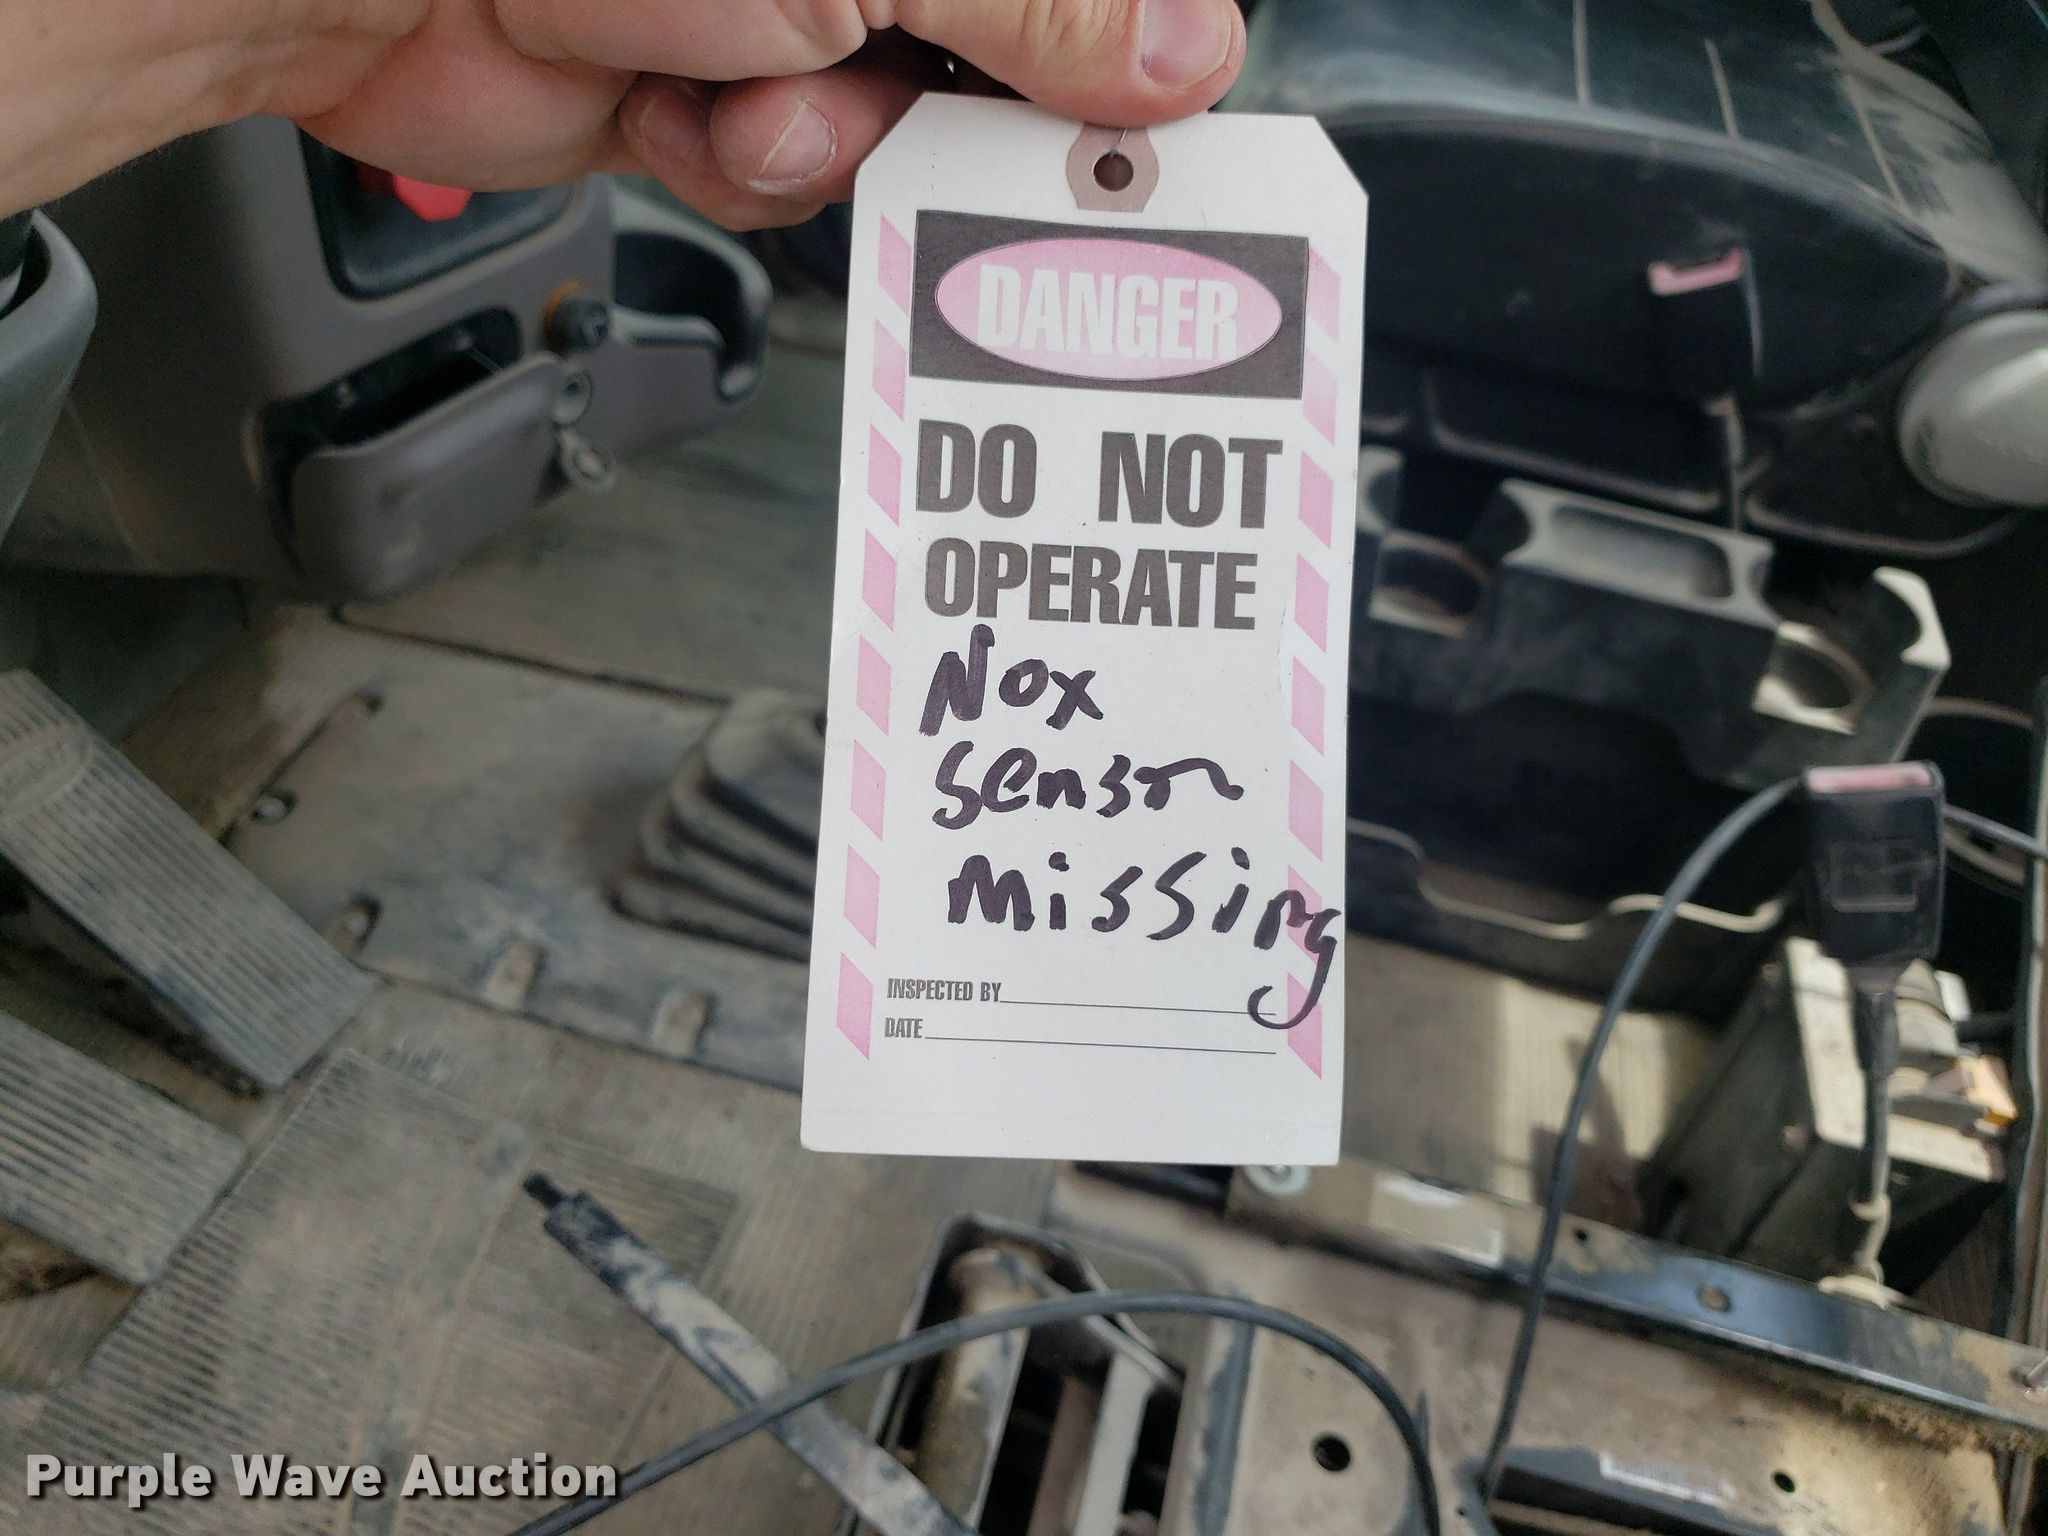 DANGER
DO NOT
OPERATE
Nox
Sensor
missing
INSPECTED BY
DATE
Purple Wave Auction